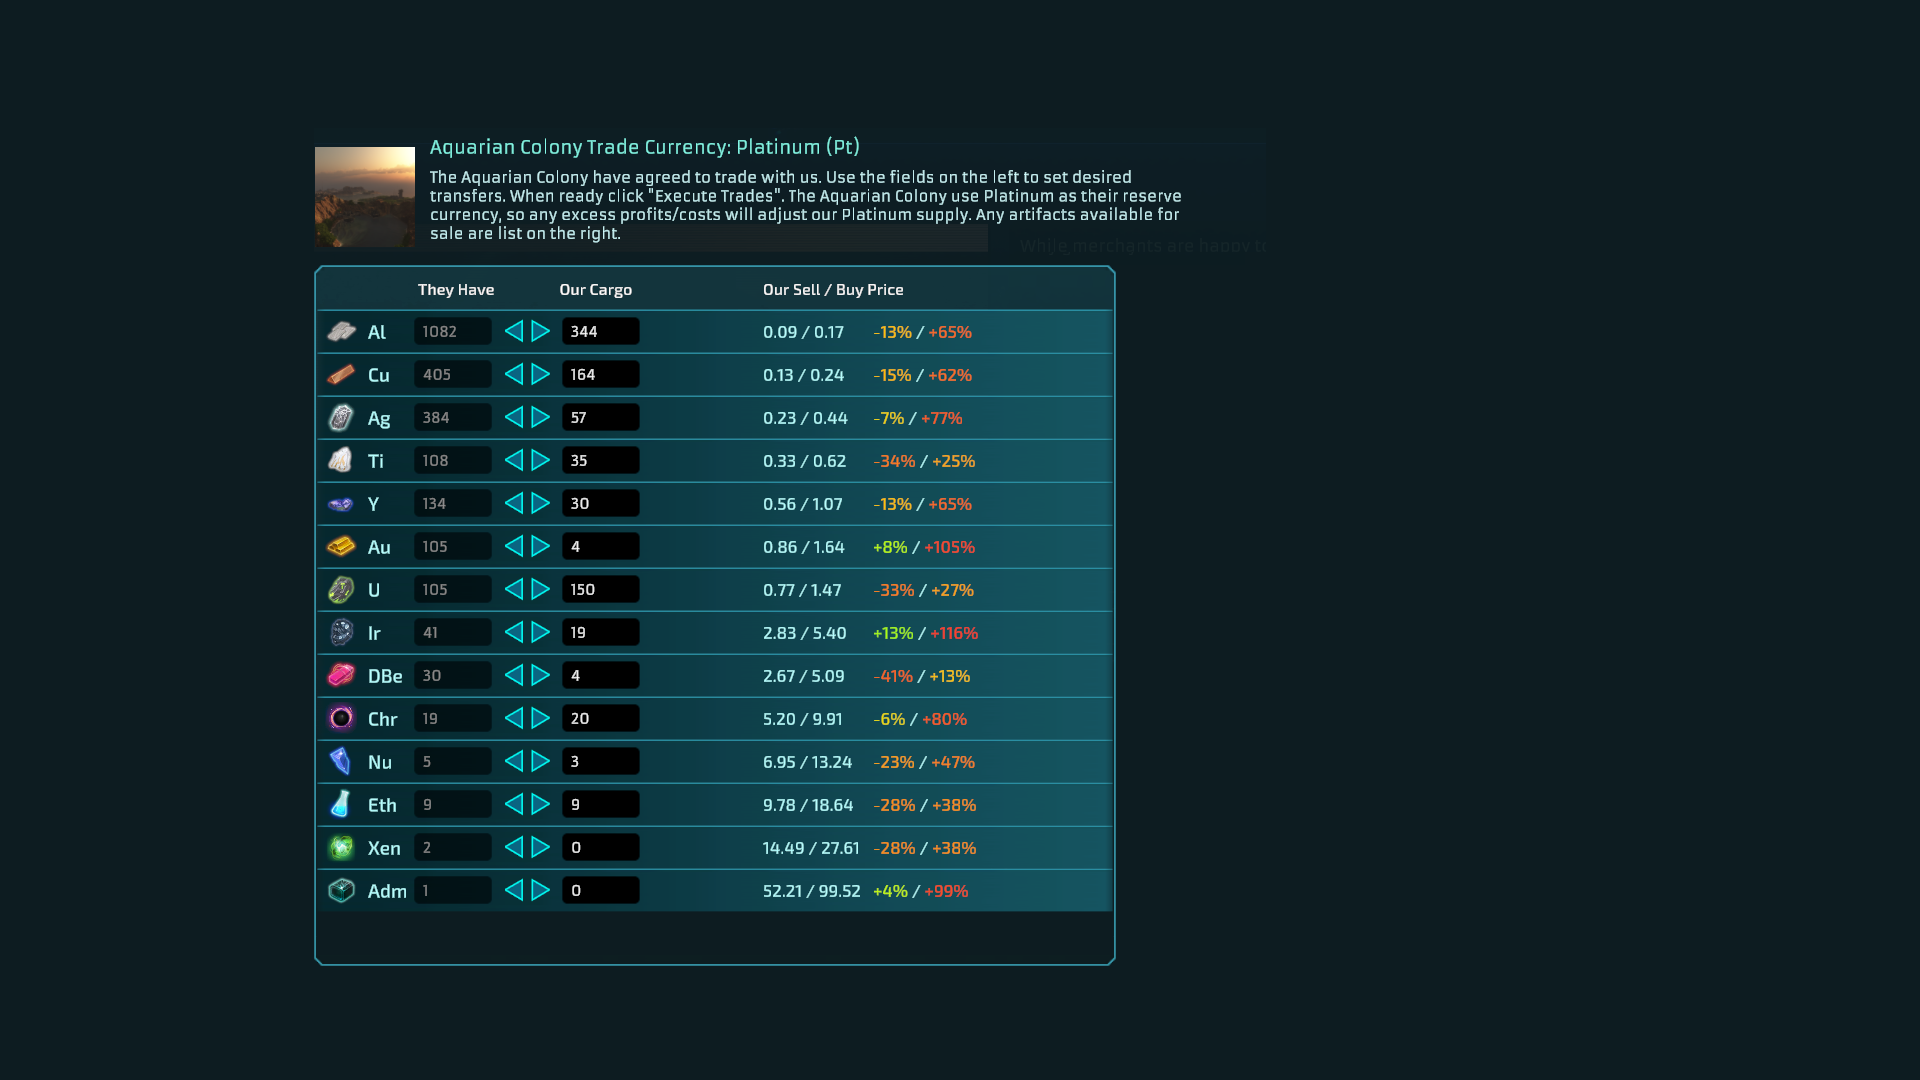 Aquarian Colony Trade Currency: Platinum (Pt)
The Aquarian Colony have agreed to trade with us. Use the fields on the left to set desired
transfers. When ready click "Execute Trades". The Aquarian Colony use Platinum as their reserve
currency, so any excess profits/costs will adjust our Platinum supply. Any artifacts available for
sale are list on the right.
While merchants are happy to
They Have Our Cargo Our Sell / Buy Price
Al 1082 344 0.09 / 0.17 -13% / +65%
Cu 405 164 0.13 / 0.24 -15% / +62%
Ag 384 57 0.23 / 0.44 -7% / +77%
Ti 108 35 0.33 / 0.62 -34% / +25%
Y 134 30 0.56 / 1.07 -13% / +65%
Au 105 4 0.86 / 1.64 +8% / +105%
U 105 150 0.77 / 1.47 -33% / +27%
Ir 41 19 2.83 / 5.40 +13% / +116%
DBe 30 4 2.67 / 5.09 -41% / +13%
Chr 19 20 5.20 / 9.91 -6% / +80%
Nu 5 3 6.95 / 13.24 -23% / +47%
Eth 9 9 9.78 / 18.64 -28% / +38%
Xen 2 0 14.49 / 27.61 -28% / +38%
Adm 1 0 52.21 / 99.52 +4% / +99%